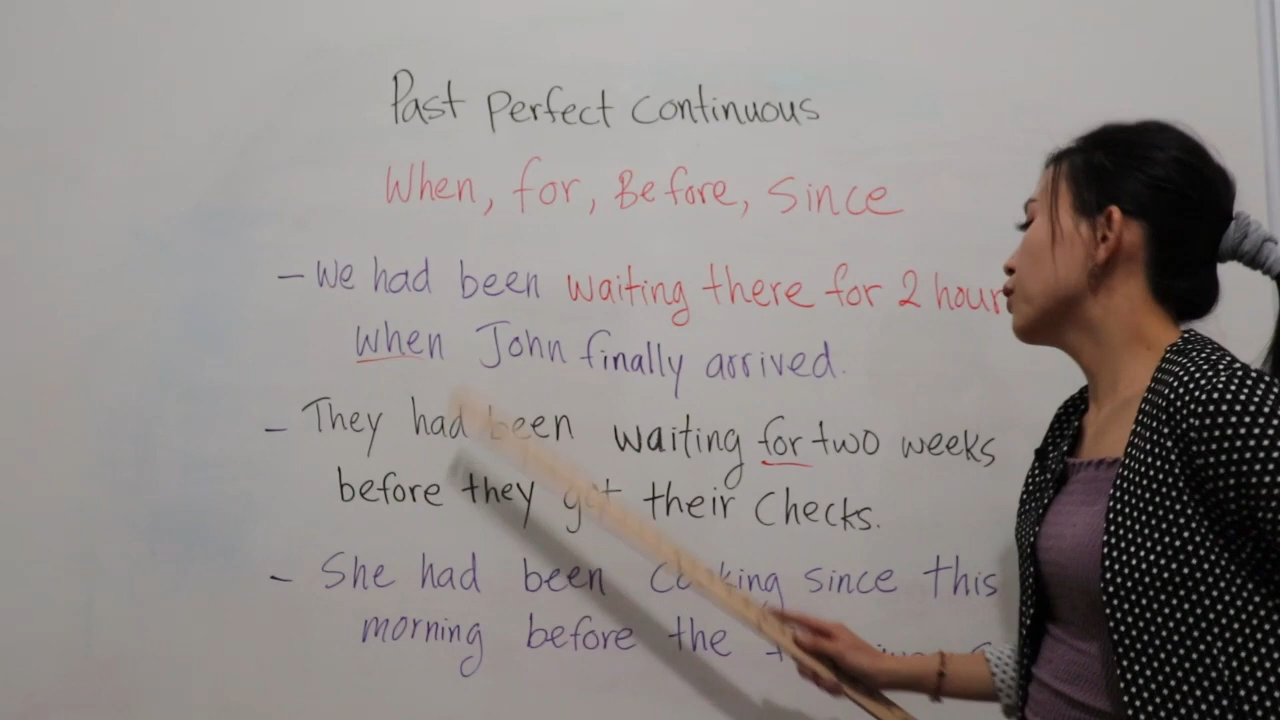 Past perfect continuous
When, for, Before, Since
- We had been waiting there for 2 hour
when John finally arrived.
- They had been waiting for two weeks
before they got their checks.
- She had been cooking since this
morning before the